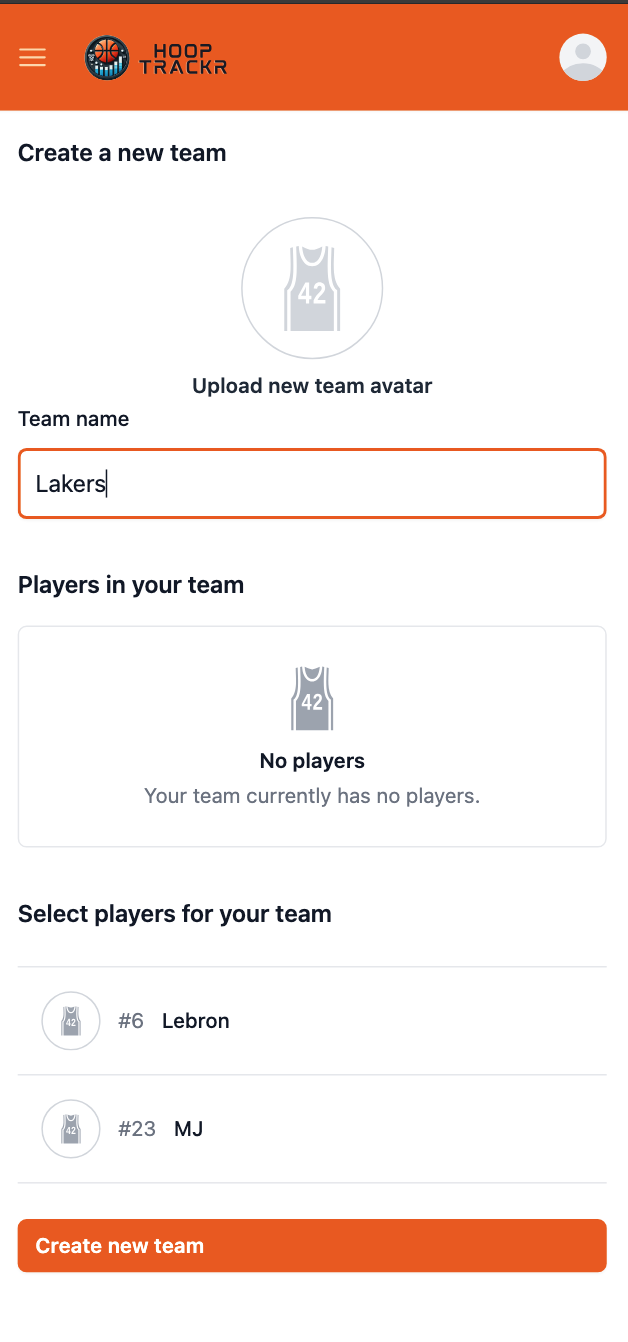 HOOP
TRACKR
Create a new team
42
Upload new team avatar
Team name
Lakers
Players in your team
42
No players
Your team currently has no players.
Select players for your team
42 #6 Lebron
42 #23 MJ
Create new team